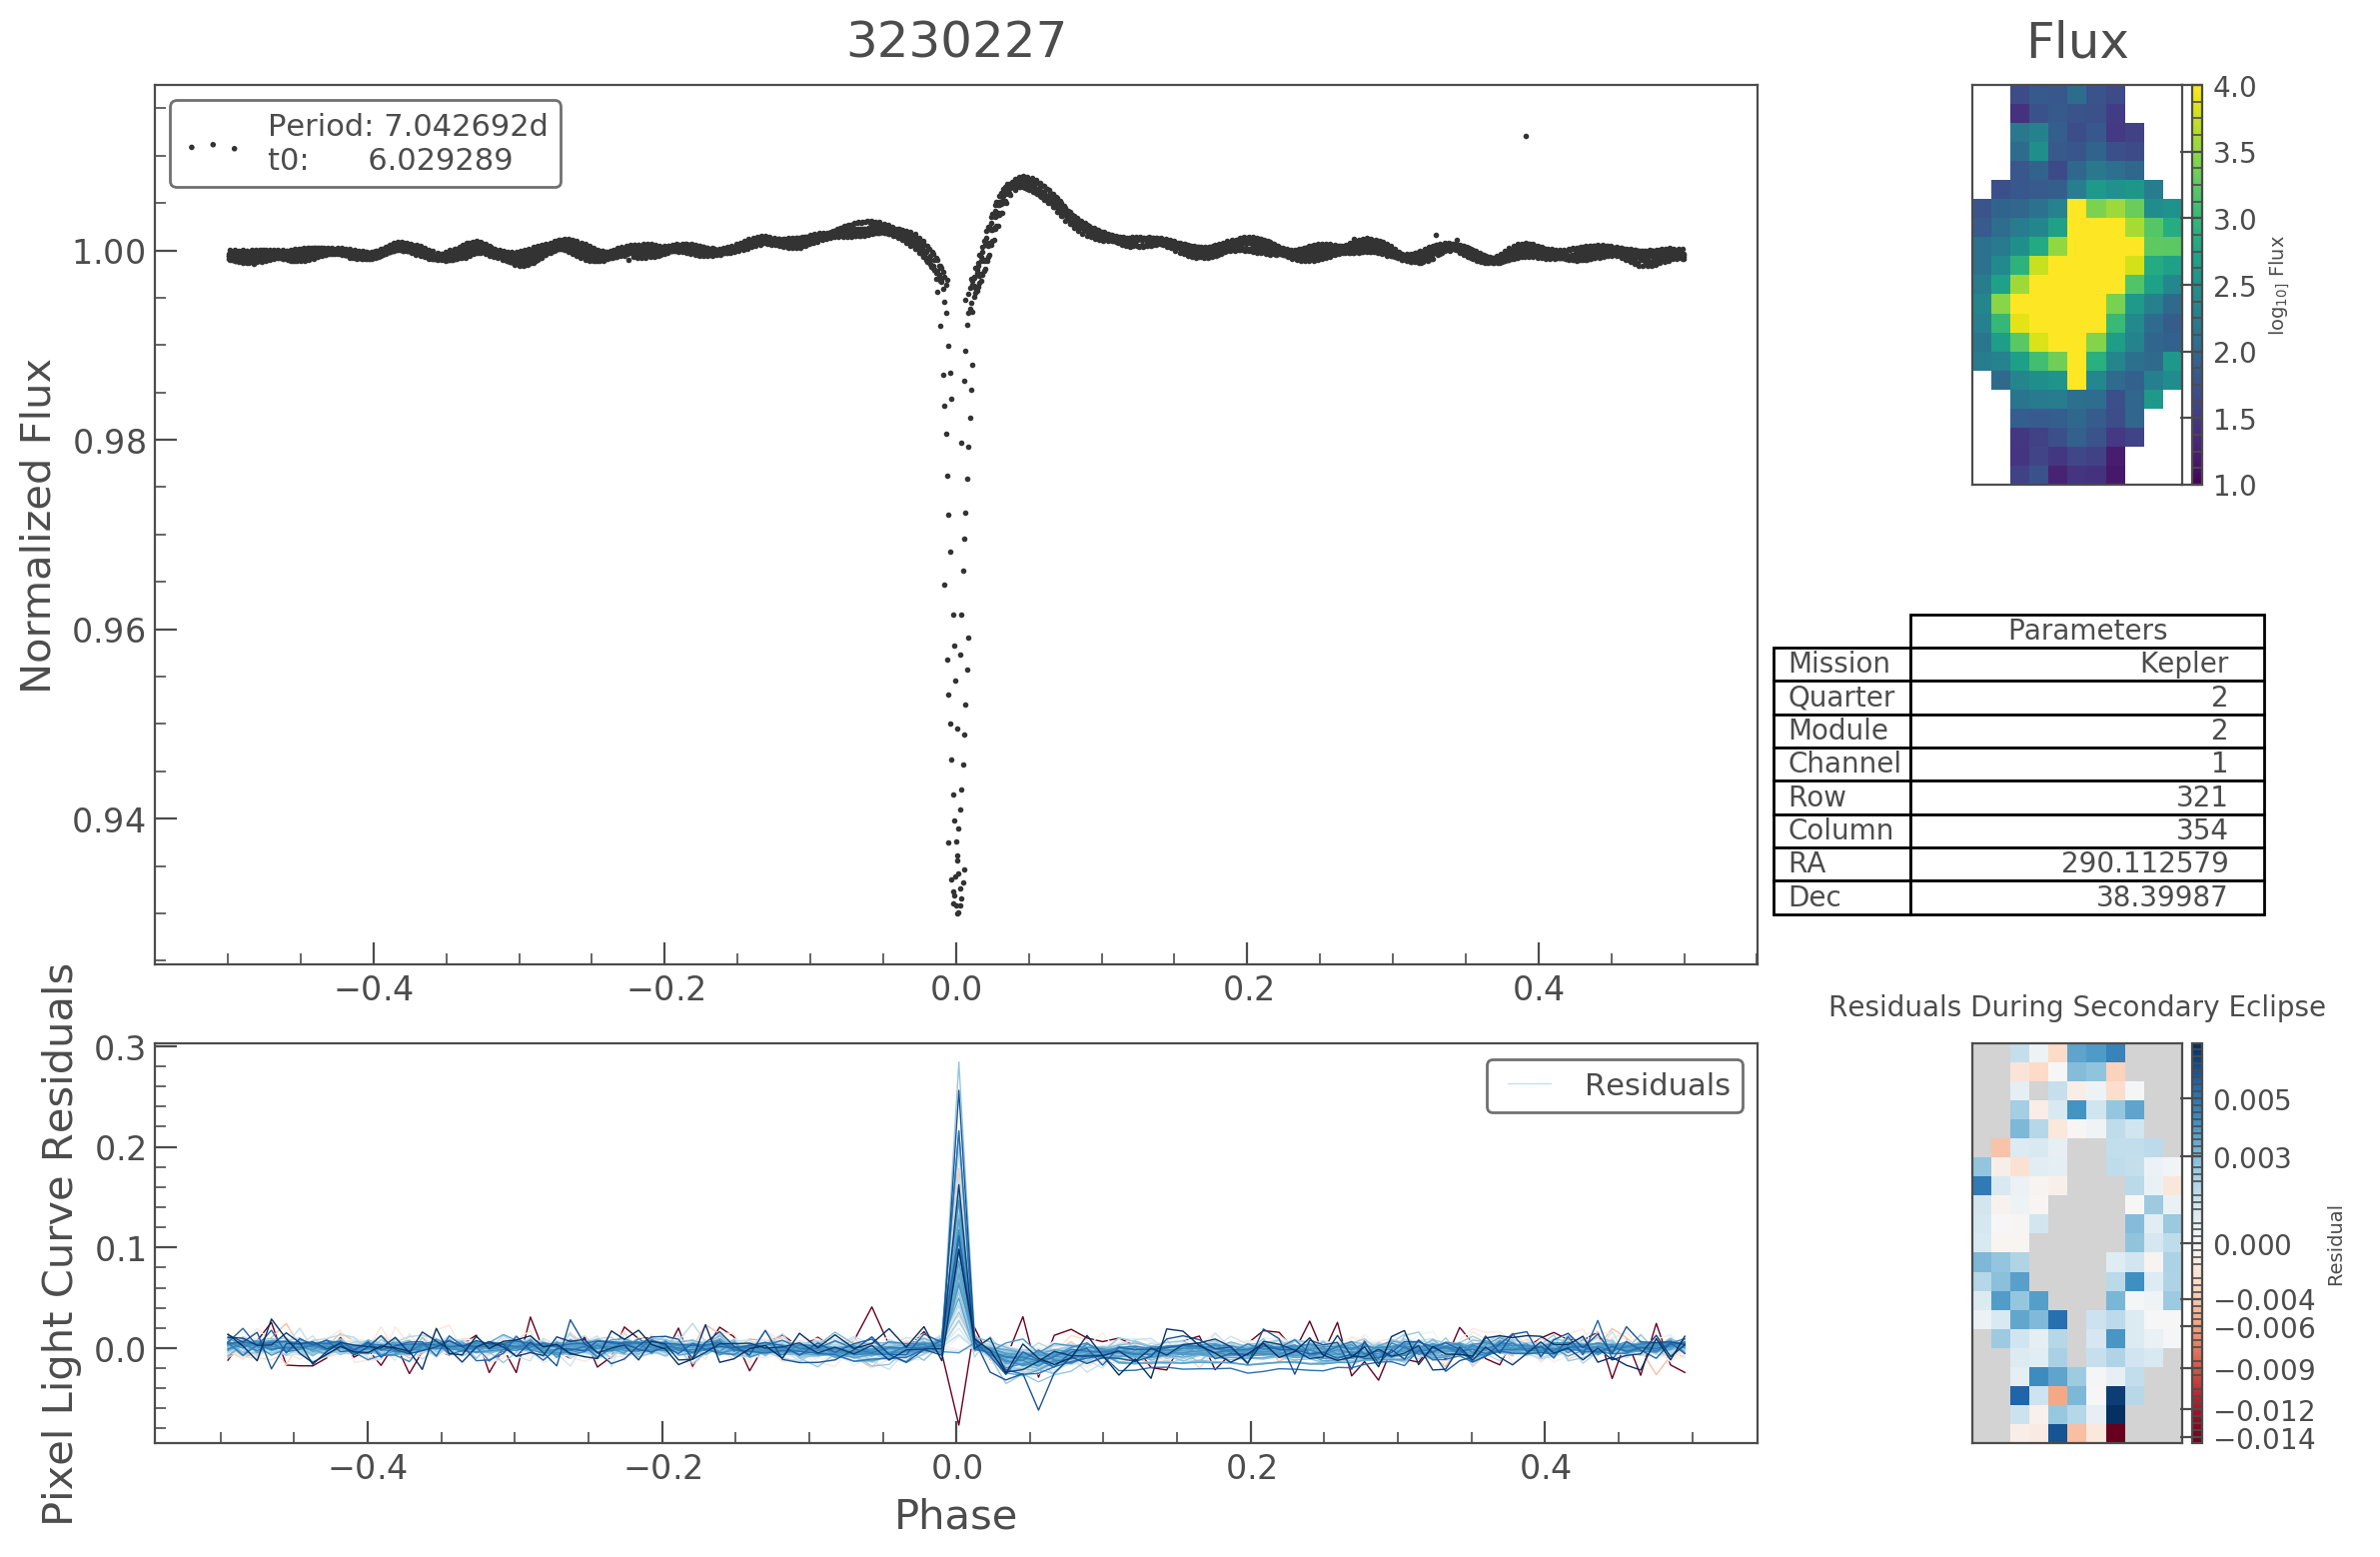 3230227
Period: 7.042692d
t0: 6.029289
Normalized Flux
1.00
0.98
0.96
0.94
−0.4
−0.2
0.0
0.2
0.4
Flux
4.0
3.5
3.0
2.5
2.0
1.5
1.0
log10] Flux
Parameters
Mission Kepler
Quarter 2
Module 2
Channel 1
Row 321
Column 354
RA 290.112579
Dec 38.39987
Pixel Light Curve Residuals
0.3
0.2
0.1
0.0
Residuals
−0.4
−0.2
0.0
0.2
0.4
Phase
Residuals During Secondary Eclipse
0.005
0.003
0.000
−0.004
−0.006
−0.009
−0.012
−0.014
Residual